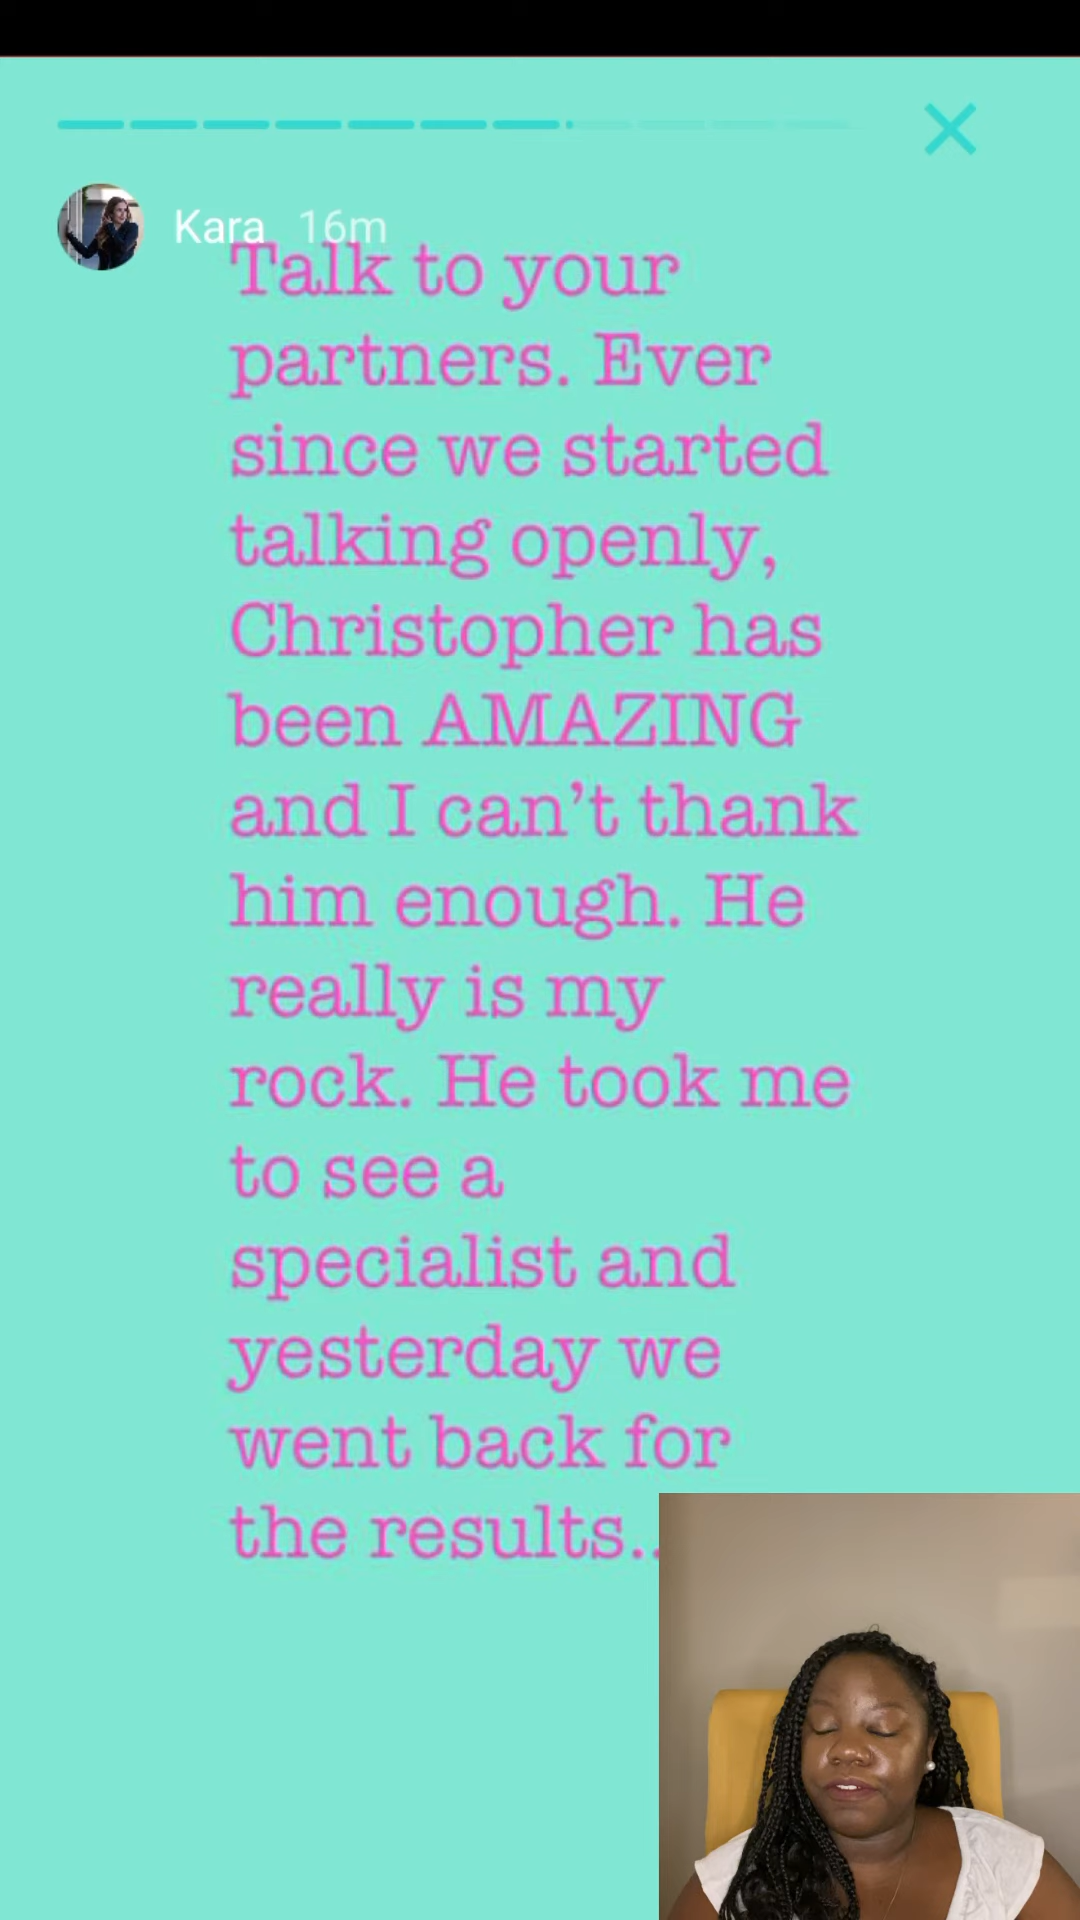 Kara 16m
Talk to your
partners. Ever
since we started
talking openly,
Christopher has
been AMAZING
and I can’t thank
him enough. He
really is my
rock. He took me
to see a
specialist and
yesterday we
went back for
the results..